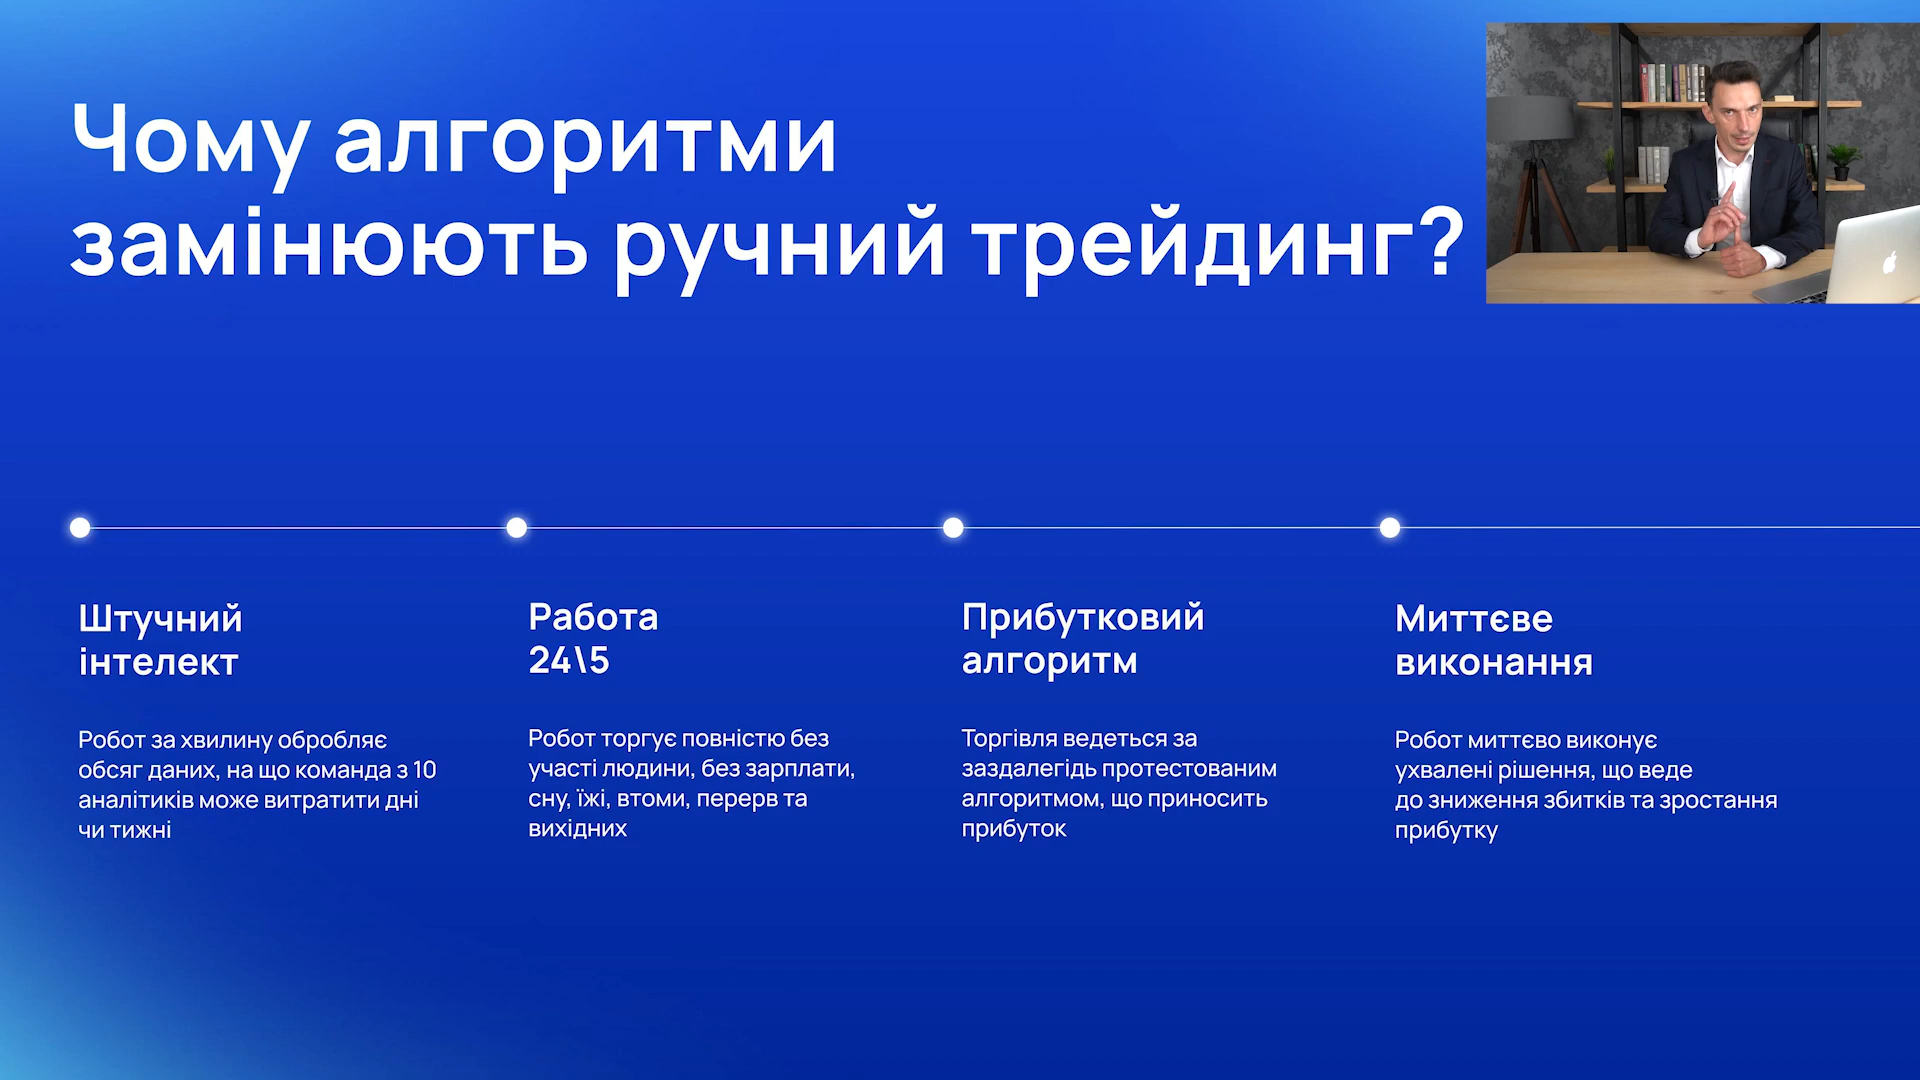 Чому алгоритми
замінюють ручний трейдинг?
Штучний
інтелект
Робот за хвилину обробляє
обсяг даних, на що команда з 10
аналітиків може витратити дні
чи тижні
Работа
24\5
Робот торгує повністю без
участі людини, без зарплати,
сну, їжі, втоми, перерв та
вихідних
Прибутковий
алгоритм
Торгівля ведеться за
заздалегідь протестованим
алгоритмом, що приносить
прибуток
Миттєве
виконання
Робот миттєво виконує
ухвалені рішення, що веде
до зниження збитків та зростання
прибутку